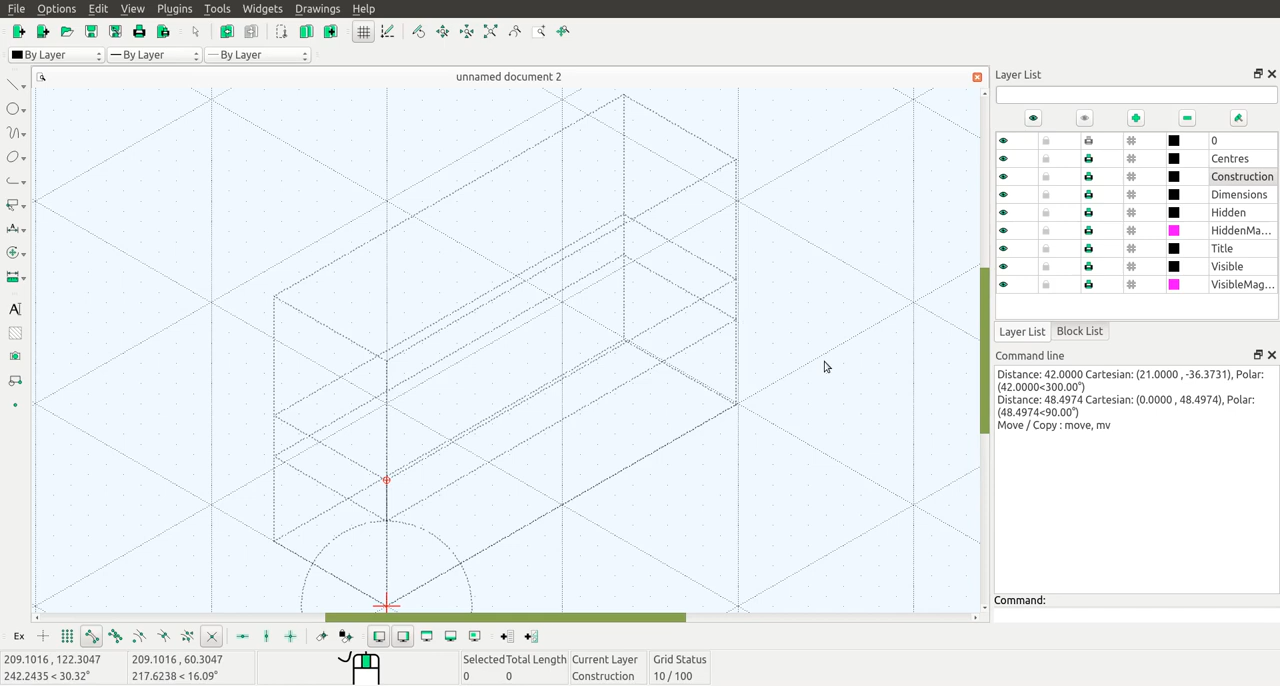 File Options Edit View Plugins Tools Widgets Drawings Help
By Layer By Layer By Layer
unnamed document 2
Layer List
0
Centres
Construction
Dimensions
Hidden
HiddenMa...
Title
Visible
VisibleMag...
Layer List Block List
Command line
Distance: 42.0000 Cartesian: (21.0000 , -36.3731), Polar:
(42.0000<300.00°)
Distance: 48.4974 Cartesian: (0.0000 , 48.4974), Polar:
(48.4974<90.00°)
Move / Copy : move, mv
Command:
Ex
209.1016 , 122.3047 209.1016 , 60.3047 Selected Total Length Current Layer Grid Status
242.2435 < 30.32° 217.6238 < 16.09° 0 0 Construction 10 / 100